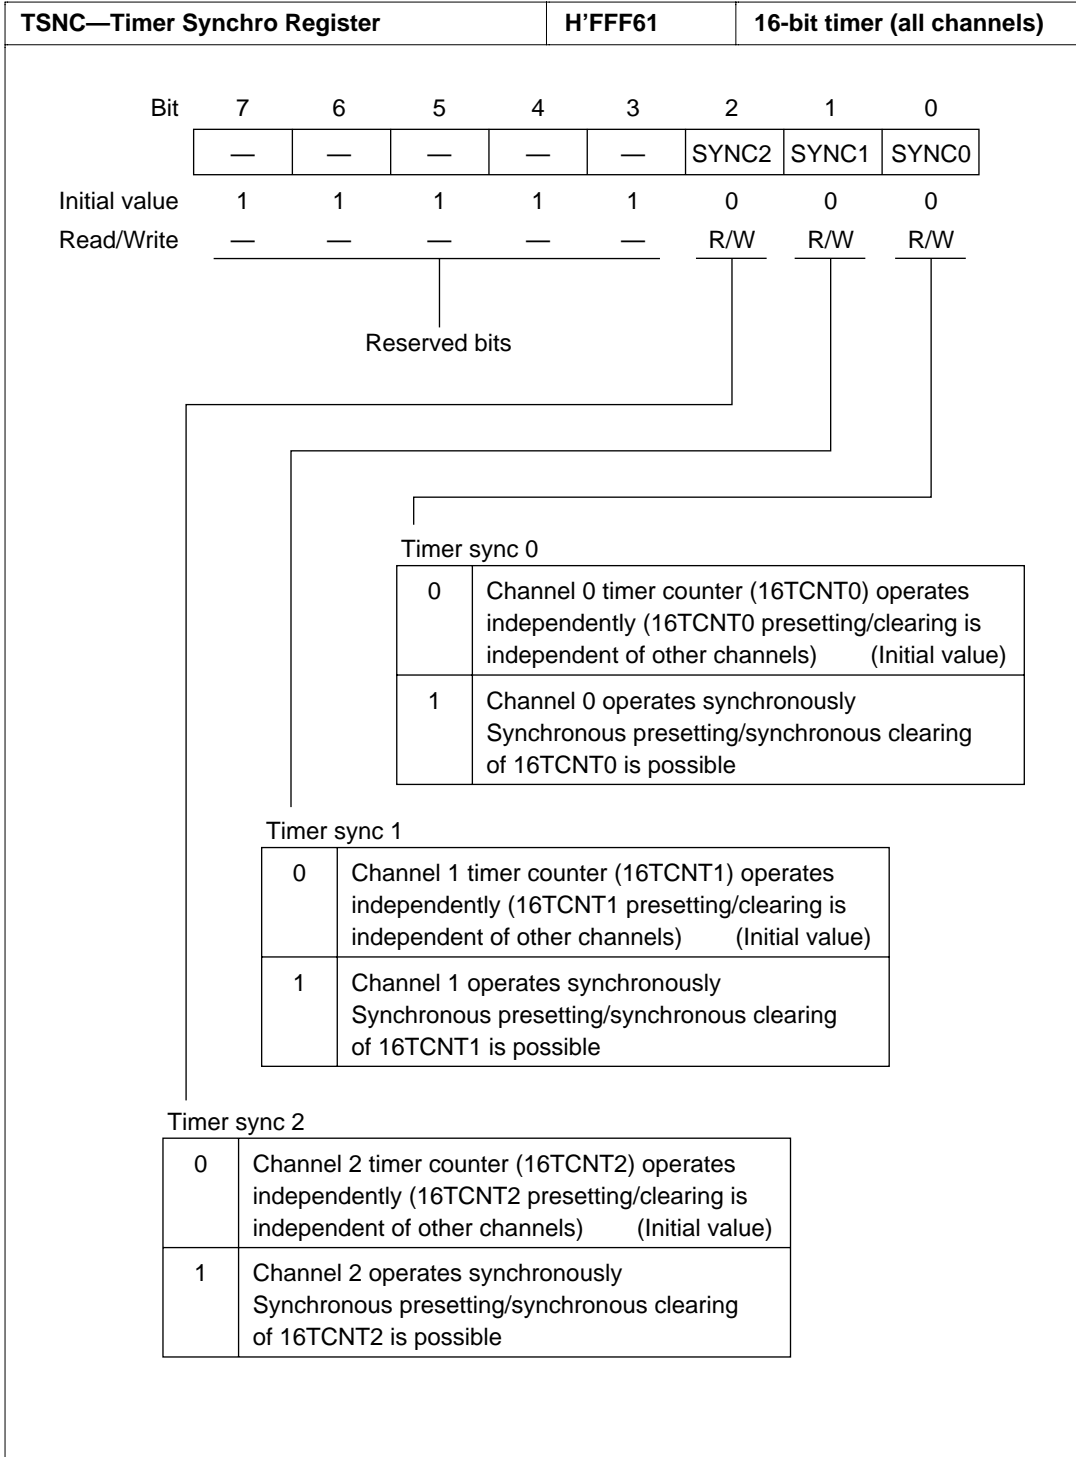 TSNC—Timer Synchro Register H'FFF61 16-bit timer (all channels)
Bit 7 6 5 4 3 2 1 0
— — — — — SYNC2 SYNC1 SYNC0
Initial value 1 1 1 1 1 0 0 0
Read/Write — — — — — R/W R/W R/W
Reserved bits
Timer sync 0
0 Channel 0 timer counter (16TCNT0) operates
independently (16TCNT0 presetting/clearing is
independent of other channels) (Initial value)
1 Channel 0 operates synchronously
Synchronous presetting/synchronous clearing
of 16TCNT0 is possible
Timer sync 1
0 Channel 1 timer counter (16TCNT1) operates
independently (16TCNT1 presetting/clearing is
independent of other channels) (Initial value)
1 Channel 1 operates synchronously
Synchronous presetting/synchronous clearing
of 16TCNT1 is possible
Timer sync 2
0 Channel 2 timer counter (16TCNT2) operates
independently (16TCNT2 presetting/clearing is
independent of other channels) (Initial value)
1 Channel 2 operates synchronously
Synchronous presetting/synchronous clearing
of 16TCNT2 is possible